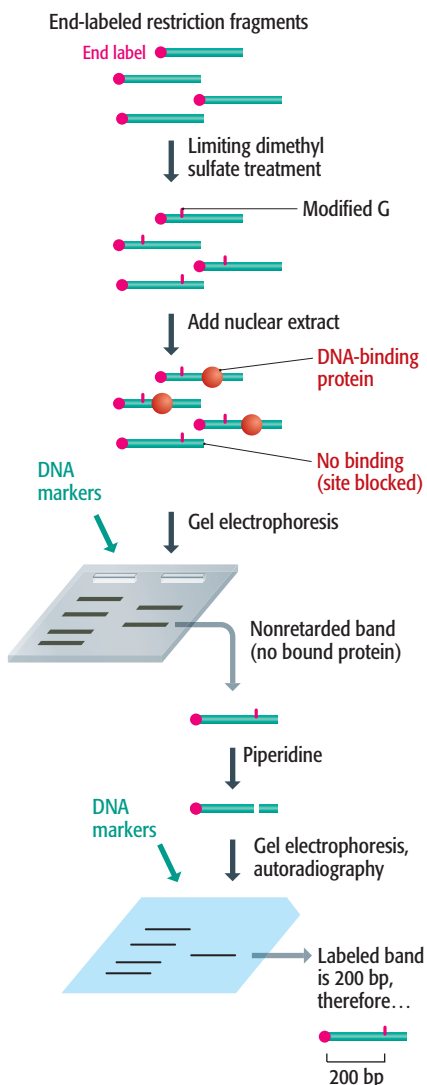 End-labeled restriction fragments
End label
Limiting dimethyl
sulfate treatment
Modified G
Add nuclear extract
DNA-binding
protein
No binding
(site blocked)
DNA
markers
Gel electrophoresis
Nonretarded band
(no bound protein)
Piperidine
DNA
markers
Gel electrophoresis,
autoradiography
Labeled band
is 200 bp,
therefore...
200 bp